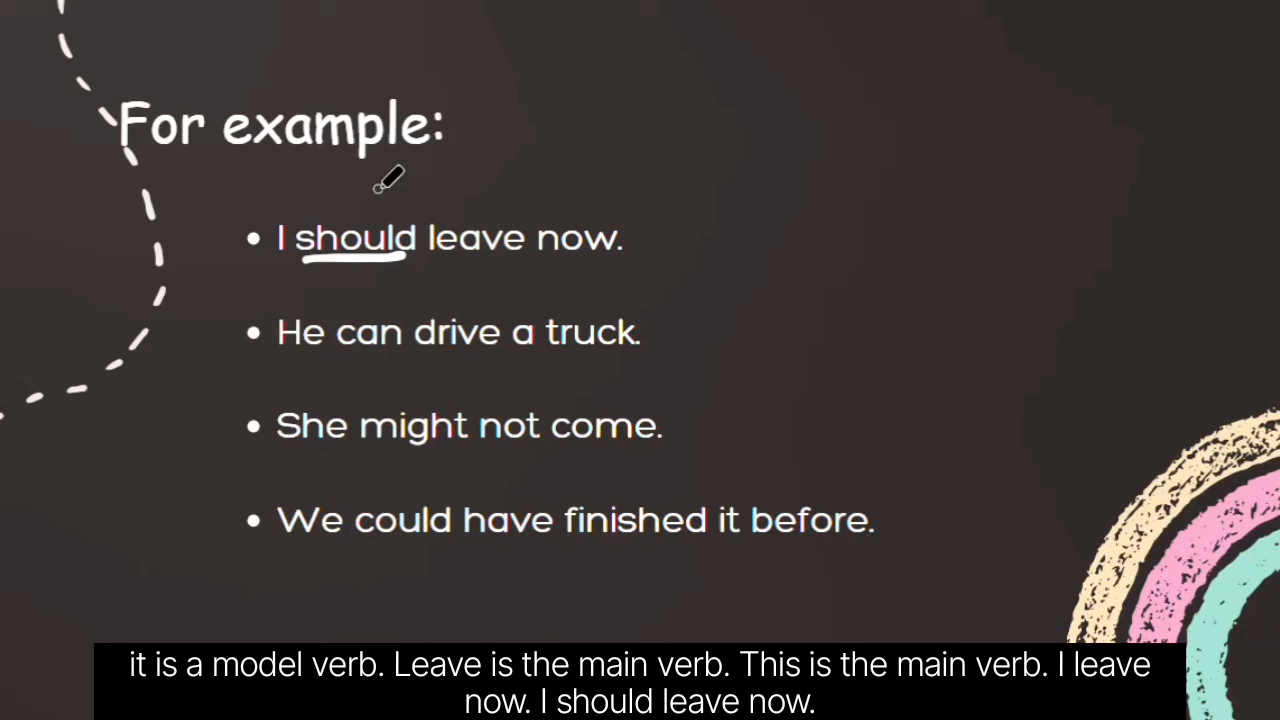 For example:
• I should leave now.
• He can drive a truck.
• She might not come.
• We could have finished it before.
it is a model verb. Leave is the main verb. This is the main verb. I leave
now. I should leave now.